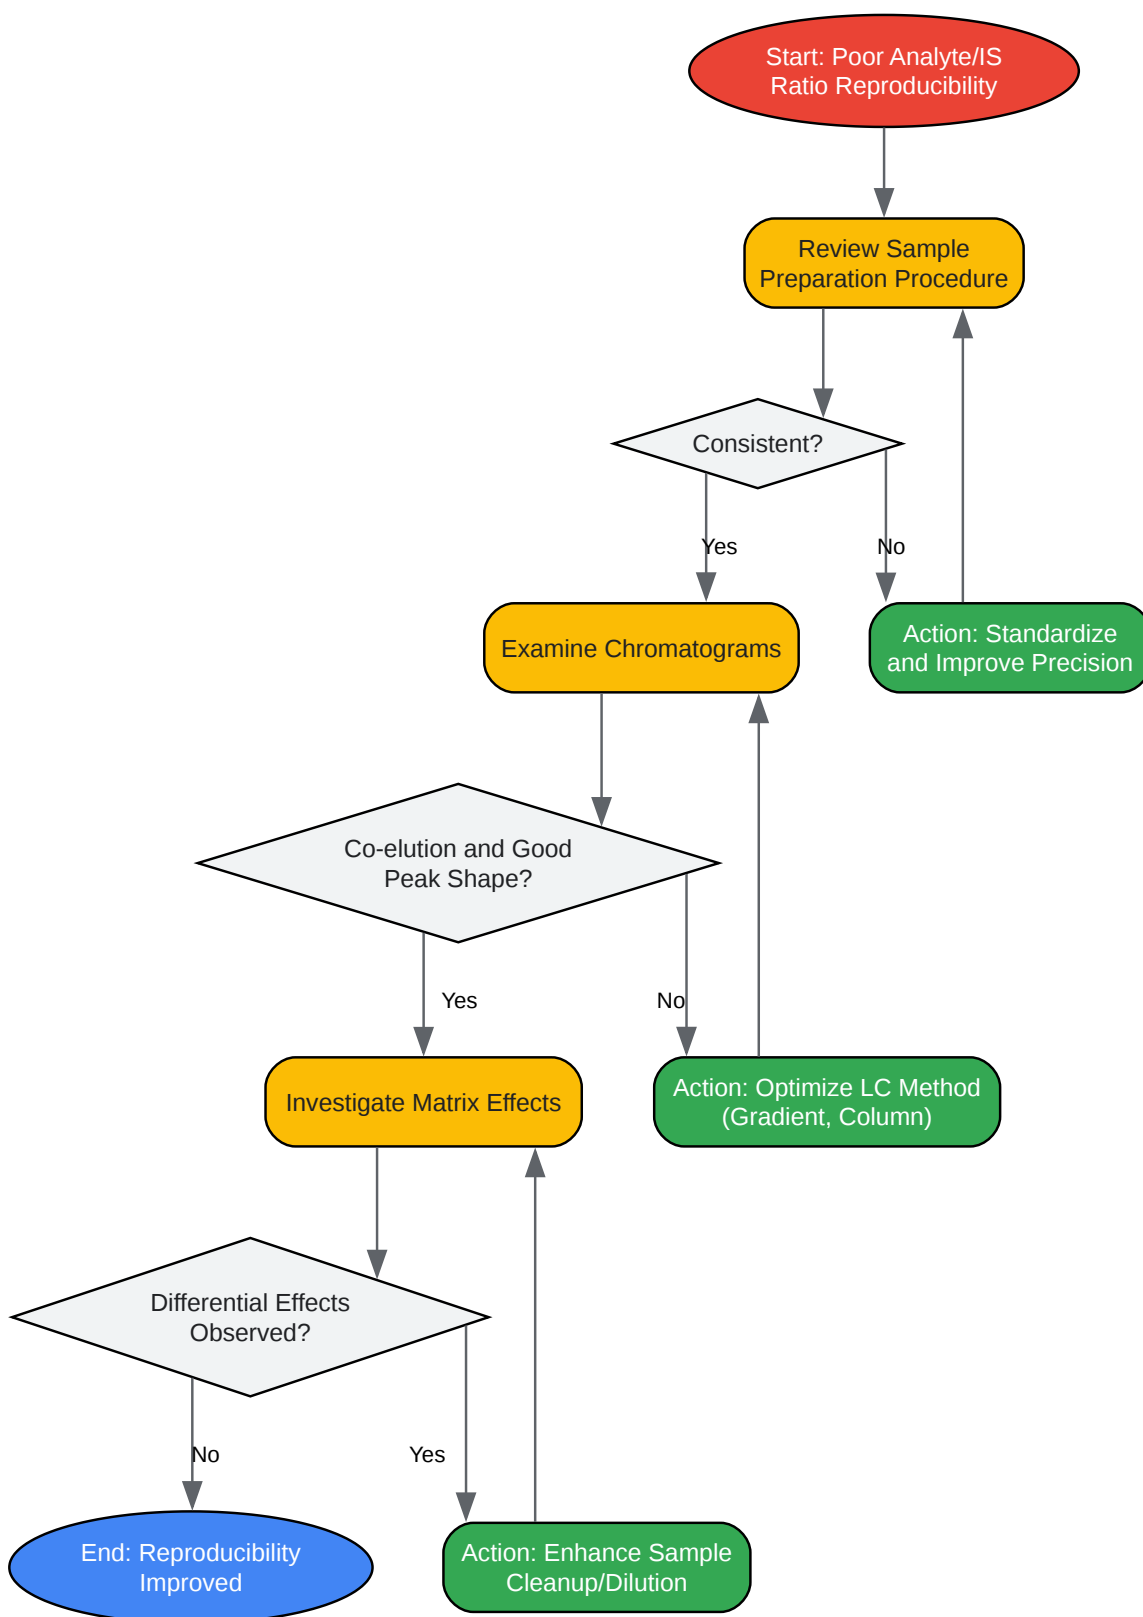 Start: Poor Analyte/IS
Ratio Reproducibility
Review Sample
Preparation Procedure
Consistent?
Yes
No
Examine Chromatograms
Action: Standardize
and Improve Precision
Co-elution and Good
Peak Shape?
Yes
No
Investigate Matrix Effects
Action: Optimize LC Method
(Gradient, Column)
Differential Effects
Observed?
No
Yes
End: Reproducibility
Improved
Action: Enhance Sample
Cleanup/Dilution